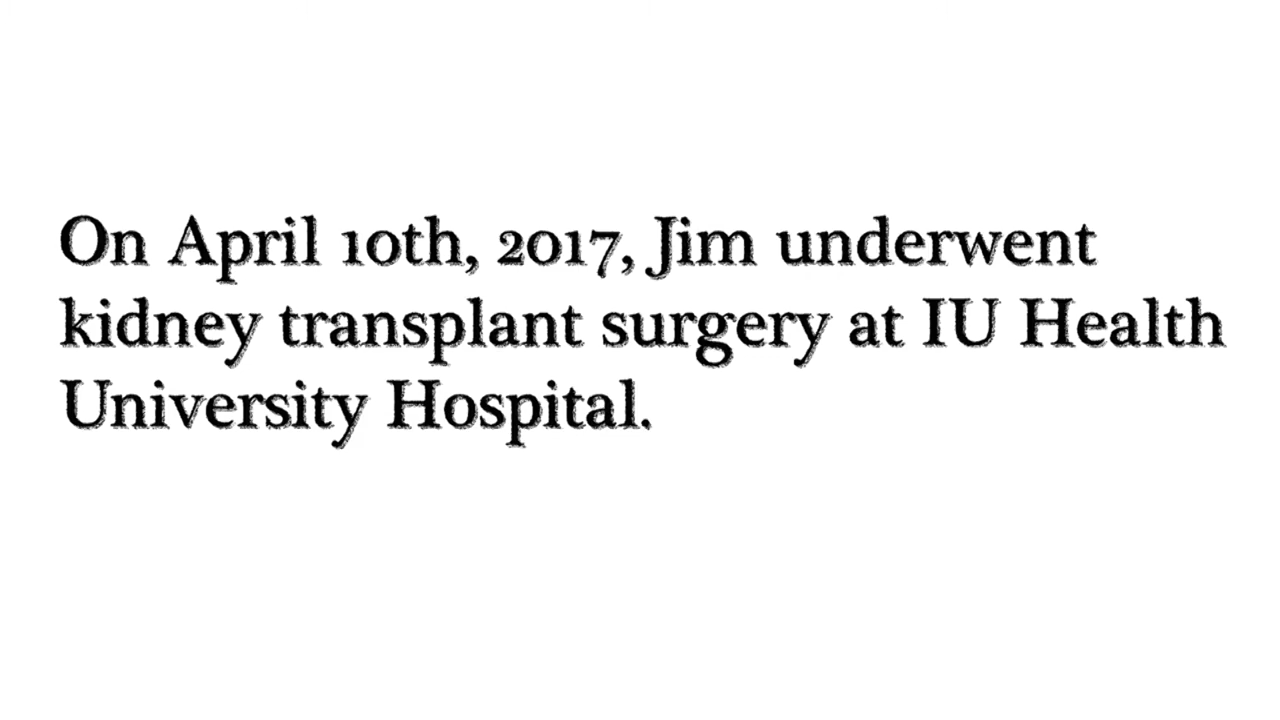 On April 10th, 2017, Jim underwent
kidney transplant surgery at IU Health
University Hospital.